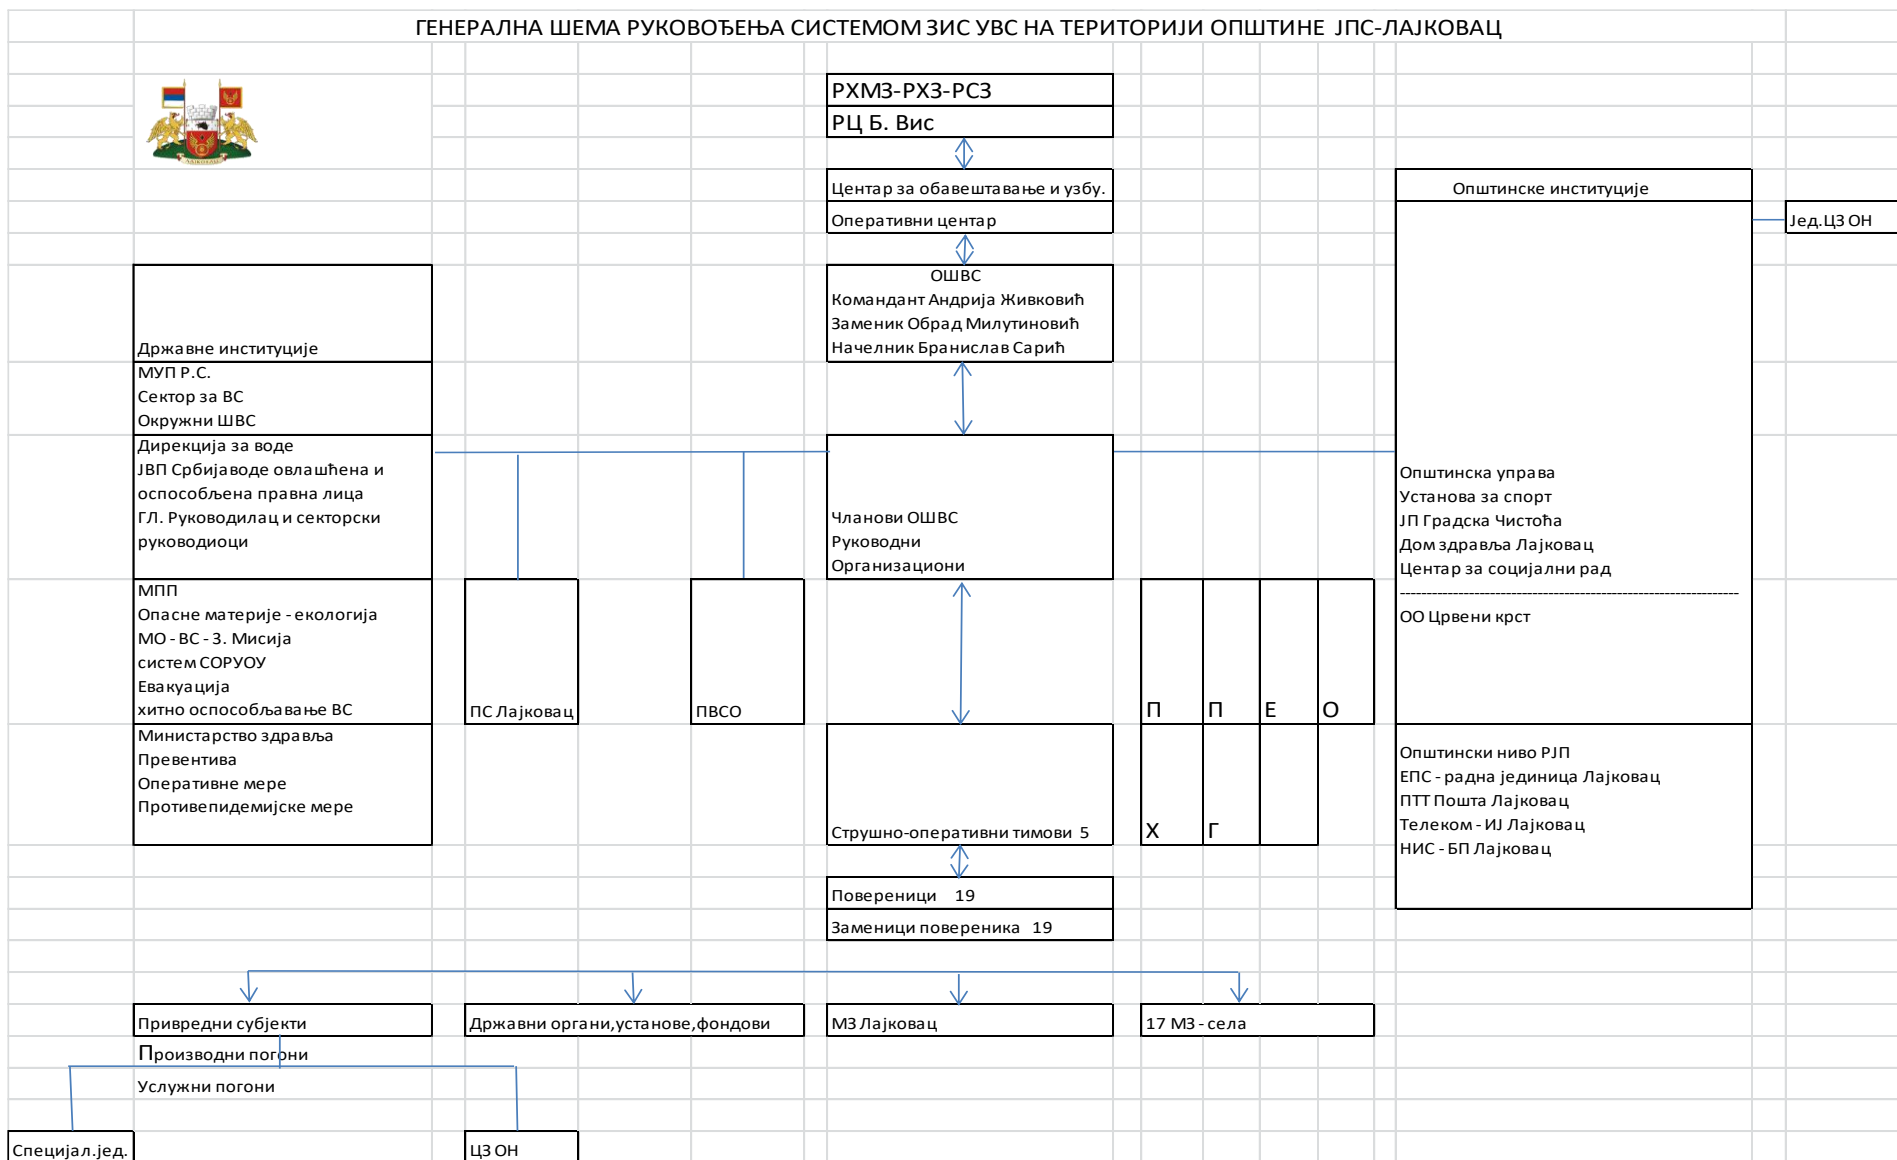 ГЕНЕРАЛНА ШЕМА РУКОВОЂЕЊА СИСТЕМОМ ЗИС УВС НА ТЕРИТОРИЈИ ОПШТИНЕ ЈПС-ЛАЈКОВАЦ
РХМЗ-РХЗ-РСЗ
РЦ Б. Вис
Центар за обавештавање и узбу.
Оперативни центар
Општинске институције
Јед.ЦЗ ОН
ОШВС
Командант Андрија Живковић
Заменик Обрад Милутиновић
Начелник Бранислав Сарић
Државне институције
МУП Р.С.
Сектор за ВС
Окружни ШВС
Дирекција за воде
ЈВП Србијаводе овлашћена и
оспособљена правна лица
ГЛ. Руководилац и секторски
руководиоци
Чланови ОШВС
Руководни
Организациони
Општинска управа
Установа за спорт
ЈП Градска Чистоћа
Дом здравља Лајковац
Центар за социјални рад
----------------------------------------------------------------
ОО Црвени крст
МПП
Опасне материје - екологија
МО - ВС - 3. Мисија
систем СОРУОУ
Евакуација
хитно оспособљавање ВС
ПС Лајковац
ПВСО
П П Е О
Министарство здравља
Превентива
Оперативне мере
Противепидемијске мере
Струшно-оперативни тимови 5
Х Г
Општински ниво РЈП
ЕПС - радна јединица Лајковац
ПТТ Пошта Лајковац
Телеком - ИЈ Лајковац
НИС - БП Лајковац
Повереници 19
Заменици повереника 19
Привредни субјекти
Државни органи,установе,фондови
МЗ Лајковац
17 МЗ - села
Производни погони
Услужни погони
Специјал.јед.
ЦЗ ОН